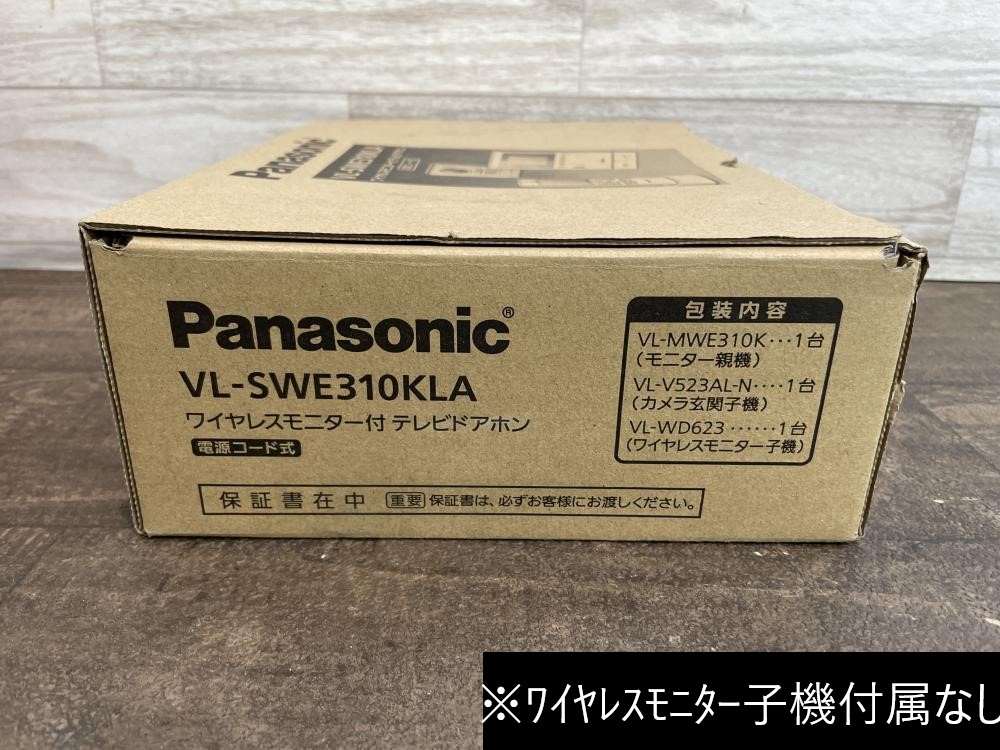 Panasonic
Panasonic®
VL-SWE310KLA
ワイヤレスモニター付 テレビドアホン
電源コード式
包装内容
VL-MWE310K‥‥1台
(モニター親機)
VL-V523AL-N‥‥1台
(カメラ玄関子機)
VL-WD623‥‥‥1台
(ワイヤレスモニター子機)
保証書在中 重要 保証書は、必ずお客様にお渡しください。
※ワイヤレスモニター子機付属なし